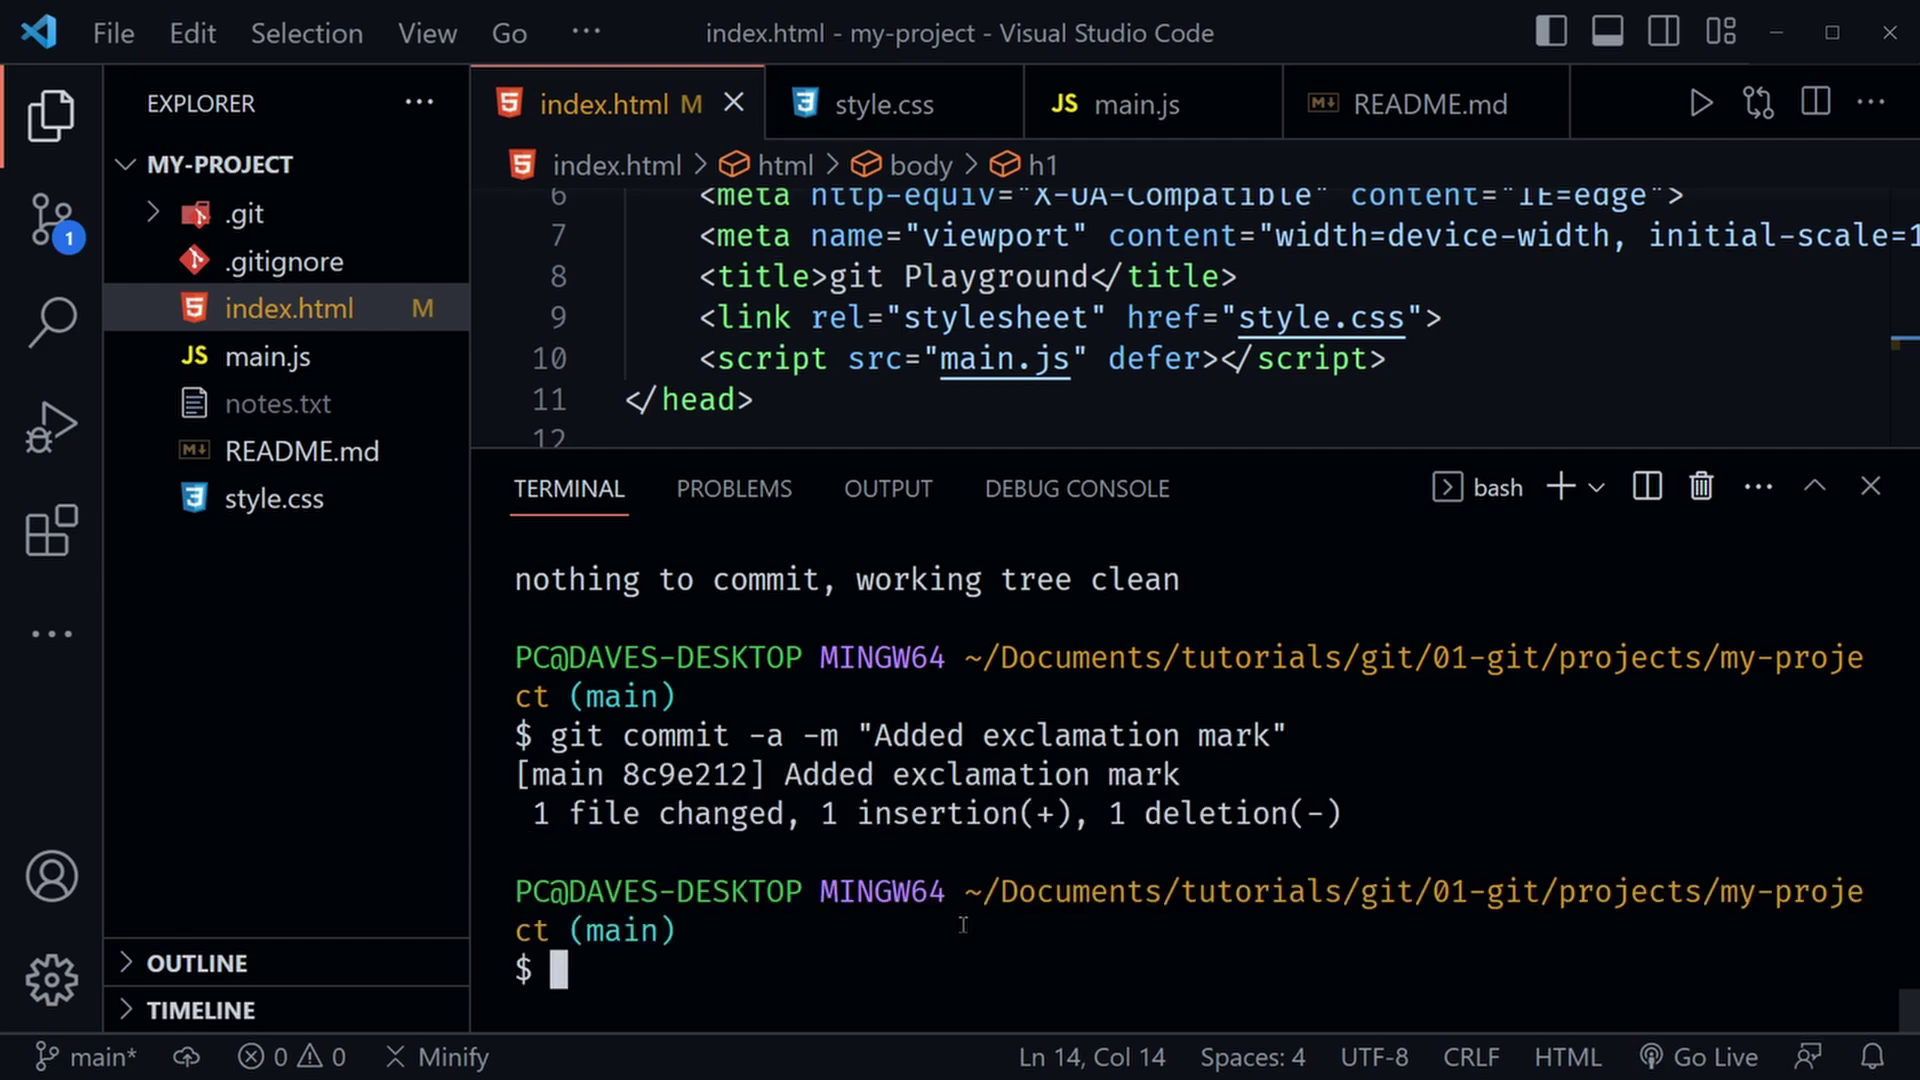 File Edit Selection View Go ··· index.html - my-project - Visual Studio Code
EXPLORER ···
index.html M
style.css
JS main.js
README.md
MY-PROJECT
index.html > html > body > h1
.git
.gitignore
index.html M
JS main.js
notes.txt
README.md
style.css
1
6 <meta http-equiv="X-UA-Compatible" content="IE=edge">
7 <meta name="viewport" content="width=device-width, initial-scale=1
8 <title>git Playground</title>
9 <link rel="stylesheet" href="style.css">
10 <script src="main.js" defer></script>
11 </head>
12
TERMINAL PROBLEMS OUTPUT DEBUG CONSOLE bash
nothing to commit, working tree clean
PC@DAVES-DESKTOP MINGW64 ~/Documents/tutorials/git/01-git/projects/my-proje
ct (main)
$ git commit -a -m "Added exclamation mark"
[main 8c9e212] Added exclamation mark
1 file changed, 1 insertion(+), 1 deletion(-)
PC@DAVES-DESKTOP MINGW64 ~/Documents/tutorials/git/01-git/projects/my-proje
ct (main)
$
OUTLINE
TIMELINE
main* 0 0 Minify Ln 14, Col 14 Spaces: 4 UTF-8 CRLF HTML Go Live